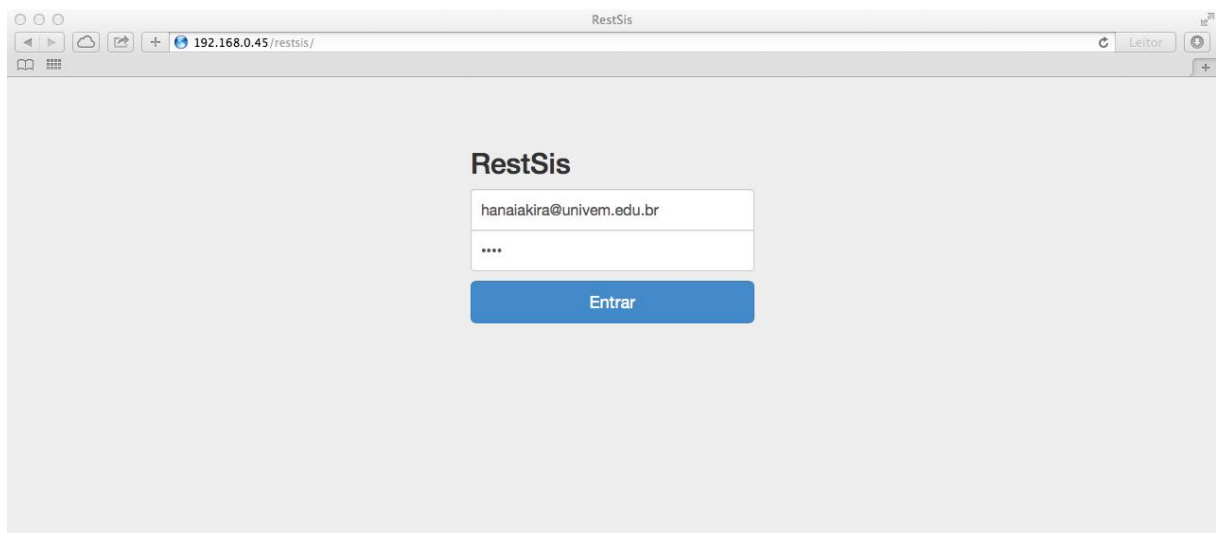 RestSis
192.168.0.45/restsis/
Leitor
RestSis
hanaiakira@univem.edu.br
••••
Entrar